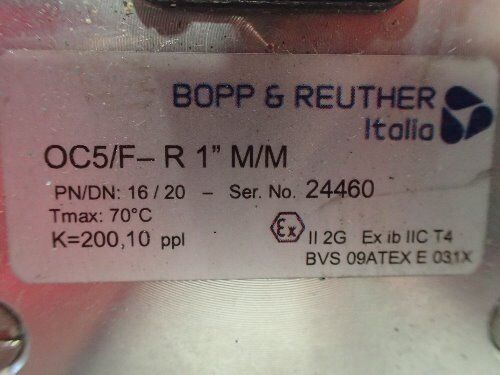 BOPP & REUTHER
Italia
OC5/F– R 1" M/M
PN/DN: 16 / 20 – Ser. No. 24460
Tmax: 70°C
K=200,10 ppl
Ex II 2G Ex ib IIC T4
BVS 09ATEX E 031X